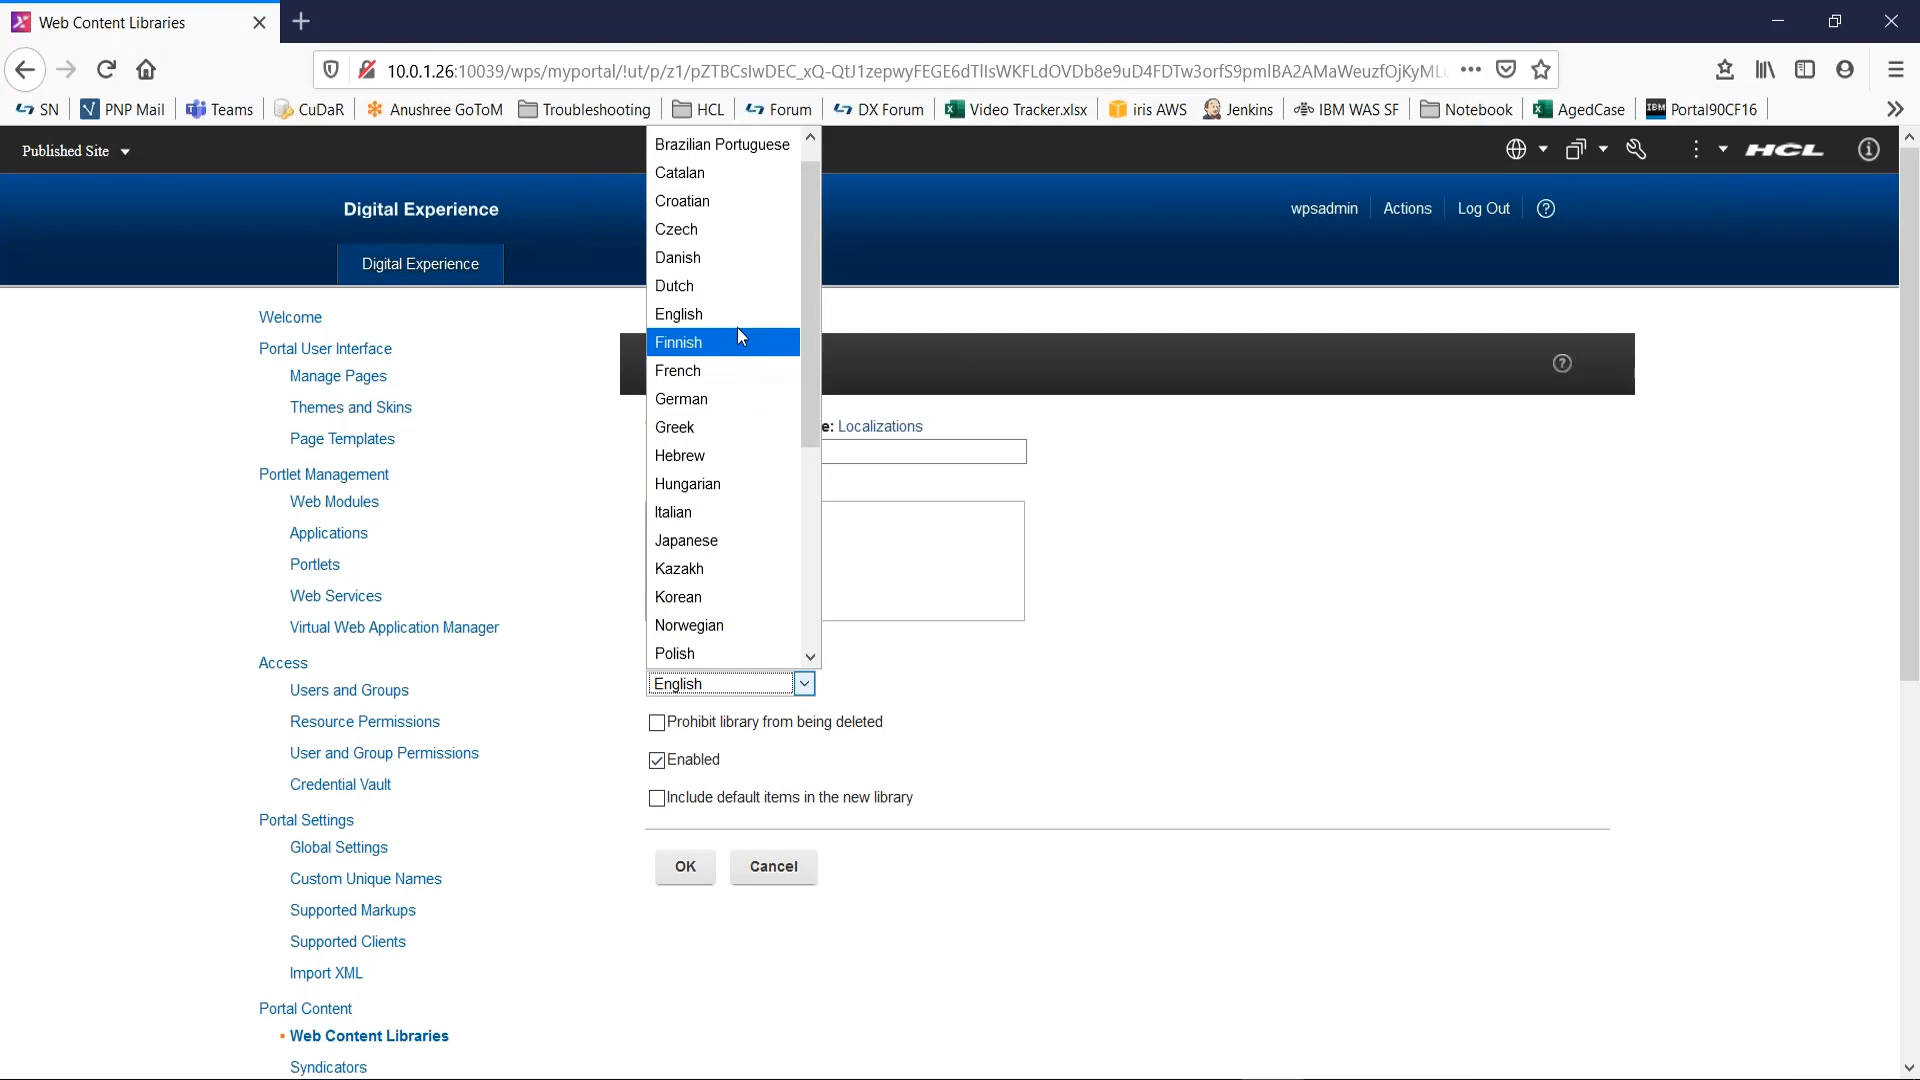 Web Content Libraries
10.0.1.26:10039/wps/myportal/!ut/p/z1/pZTBCsIwDEC_xQ-QtJ1zepwyFEGE6dTlIsWKFLdOVDb8e9uD4FDTw3orfS9pmlBA2AMaWeuzfOjKyML
SN PNP Mail Teams CuDaR Anushree GoToM Troubleshooting HCL Forum DX Forum Video Tracker.xlsx iris AWS Jenkins IBM WAS SF Notebook AgedCase Portal90CF16
Published Site HCL
Digital Experience wpsadmin Actions Log Out
Digital Experience
Brazilian Portuguese
Catalan
Croatian
Czech
Danish
Dutch
English
Finnish
French
German
Greek
Hebrew
Hungarian
Italian
Japanese
Kazakh
Korean
Norwegian
Polish
English
e: Localizations
Prohibit library from being deleted
Enabled
Include default items in the new library
OK Cancel
Welcome
Portal User Interface
Manage Pages
Themes and Skins
Page Templates
Portlet Management
Web Modules
Applications
Portlets
Web Services
Virtual Web Application Manager
Access
Users and Groups
Resource Permissions
User and Group Permissions
Credential Vault
Portal Settings
Global Settings
Custom Unique Names
Supported Markups
Supported Clients
Import XML
Portal Content
Web Content Libraries
Syndicators